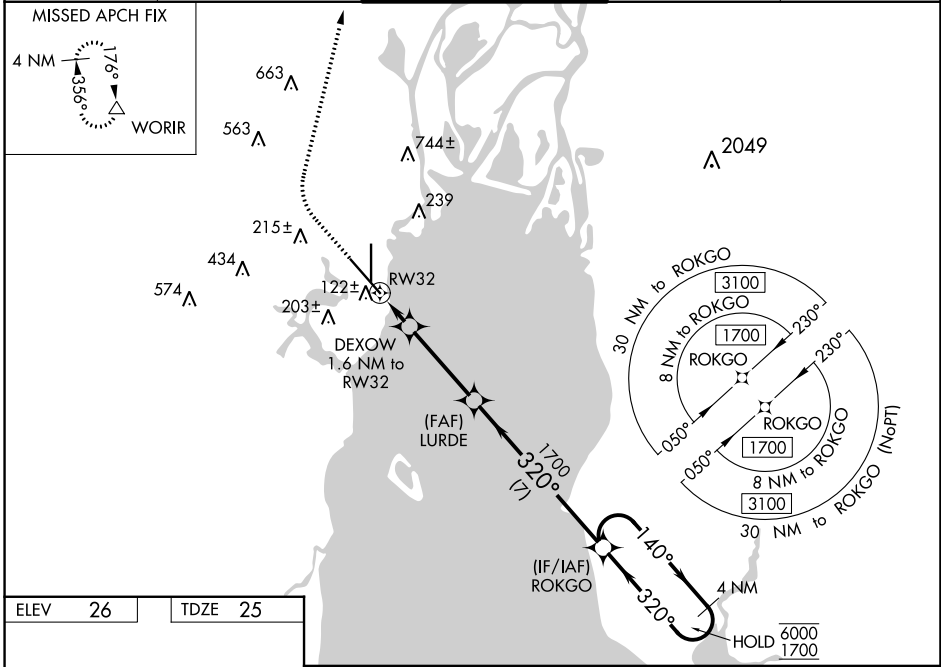 MISSED APCH FIX
4 NM
176°
356°
WORIR
663
563
744±
2049
239
215±
434
574
122±
RW32
203±
DEXOW
1.6 NM to
RW32
(FAF)
LURDE
1700
320°
(7)
30 NM to ROKGO
3100
8 NM to ROKGO
1700
230°
ROKGO
050°
230°
ROKGO
050°
1700
8 NM to ROKGO
3100
30 NM to ROKGO (NoPT)
(IF/IAF)
ROKGO
140°
320°
4 NM
HOLD 6000
1700
ELEV 26
TDZE 25